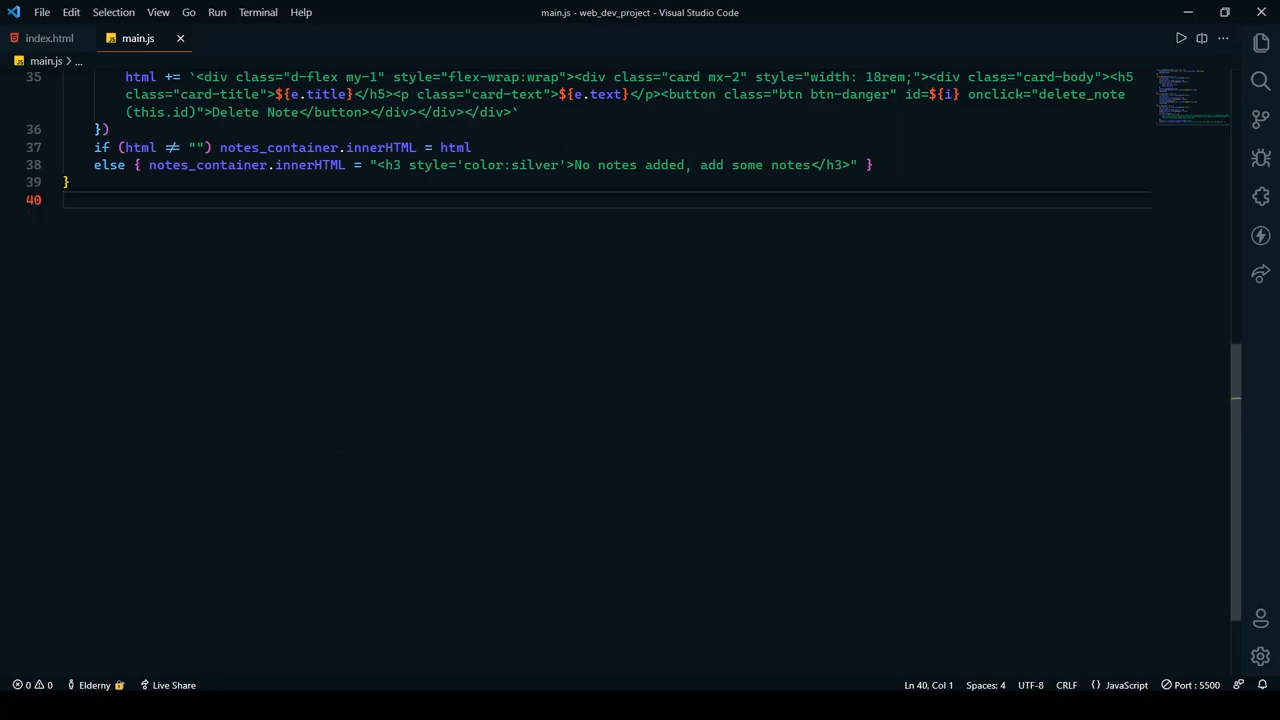 File Edit Selection View Go Run Terminal Help
main.js - web_dev_project - Visual Studio Code
index.html
main.js
main.js > ...
35 html += `<div class="d-flex my-1" style="flex-wrap:wrap"><div class="card mx-2" style="width: 18rem;"><div class="card-body"><h5
class="card-title">${e.title}</h5><p class="card-text">${e.text}</p><button class="btn btn-danger" id=${i} onclick="delete_note
(this.id)">Delete Note</button></div></div></div>`
36 })
37 if (html ≠ "") notes_container.innerHTML = html
38 else { notes_container.innerHTML = "<h3 style='color:silver'>No notes added, add some notes</h3>" }
39 }
40
0 0 Elderny Live Share Ln 40, Col 1 Spaces: 4 UTF-8 CRLF {} JavaScript Port : 5500